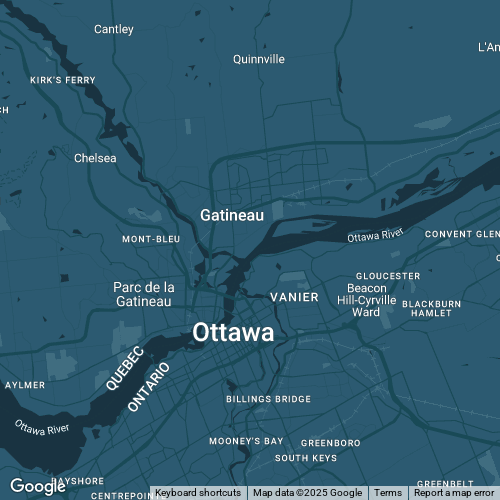 Cantley
L'An
Quinnville
KIRK'S FERRY
CH
Chelsea
Gatineau
Ottawa River
CONVENT GLEN
MONT-BLEU
GLOUCESTER
Parc de la
Gatineau
Beacon
Hill-Cyrville
Ward
VANIER
BLACKBURN
HAMLET
Ottawa
QUEBEC
ONTARIO
AYLMER
BILLINGS BRIDGE
Ottawa River
MOONEY'S BAY
GREENBORO
SOUTH KEYS
BAYSHORE
GREENBELT
CENTREPOINTE
Google
Keyboard shortcuts
Map data ©2025 Google
Terms
Report a map error